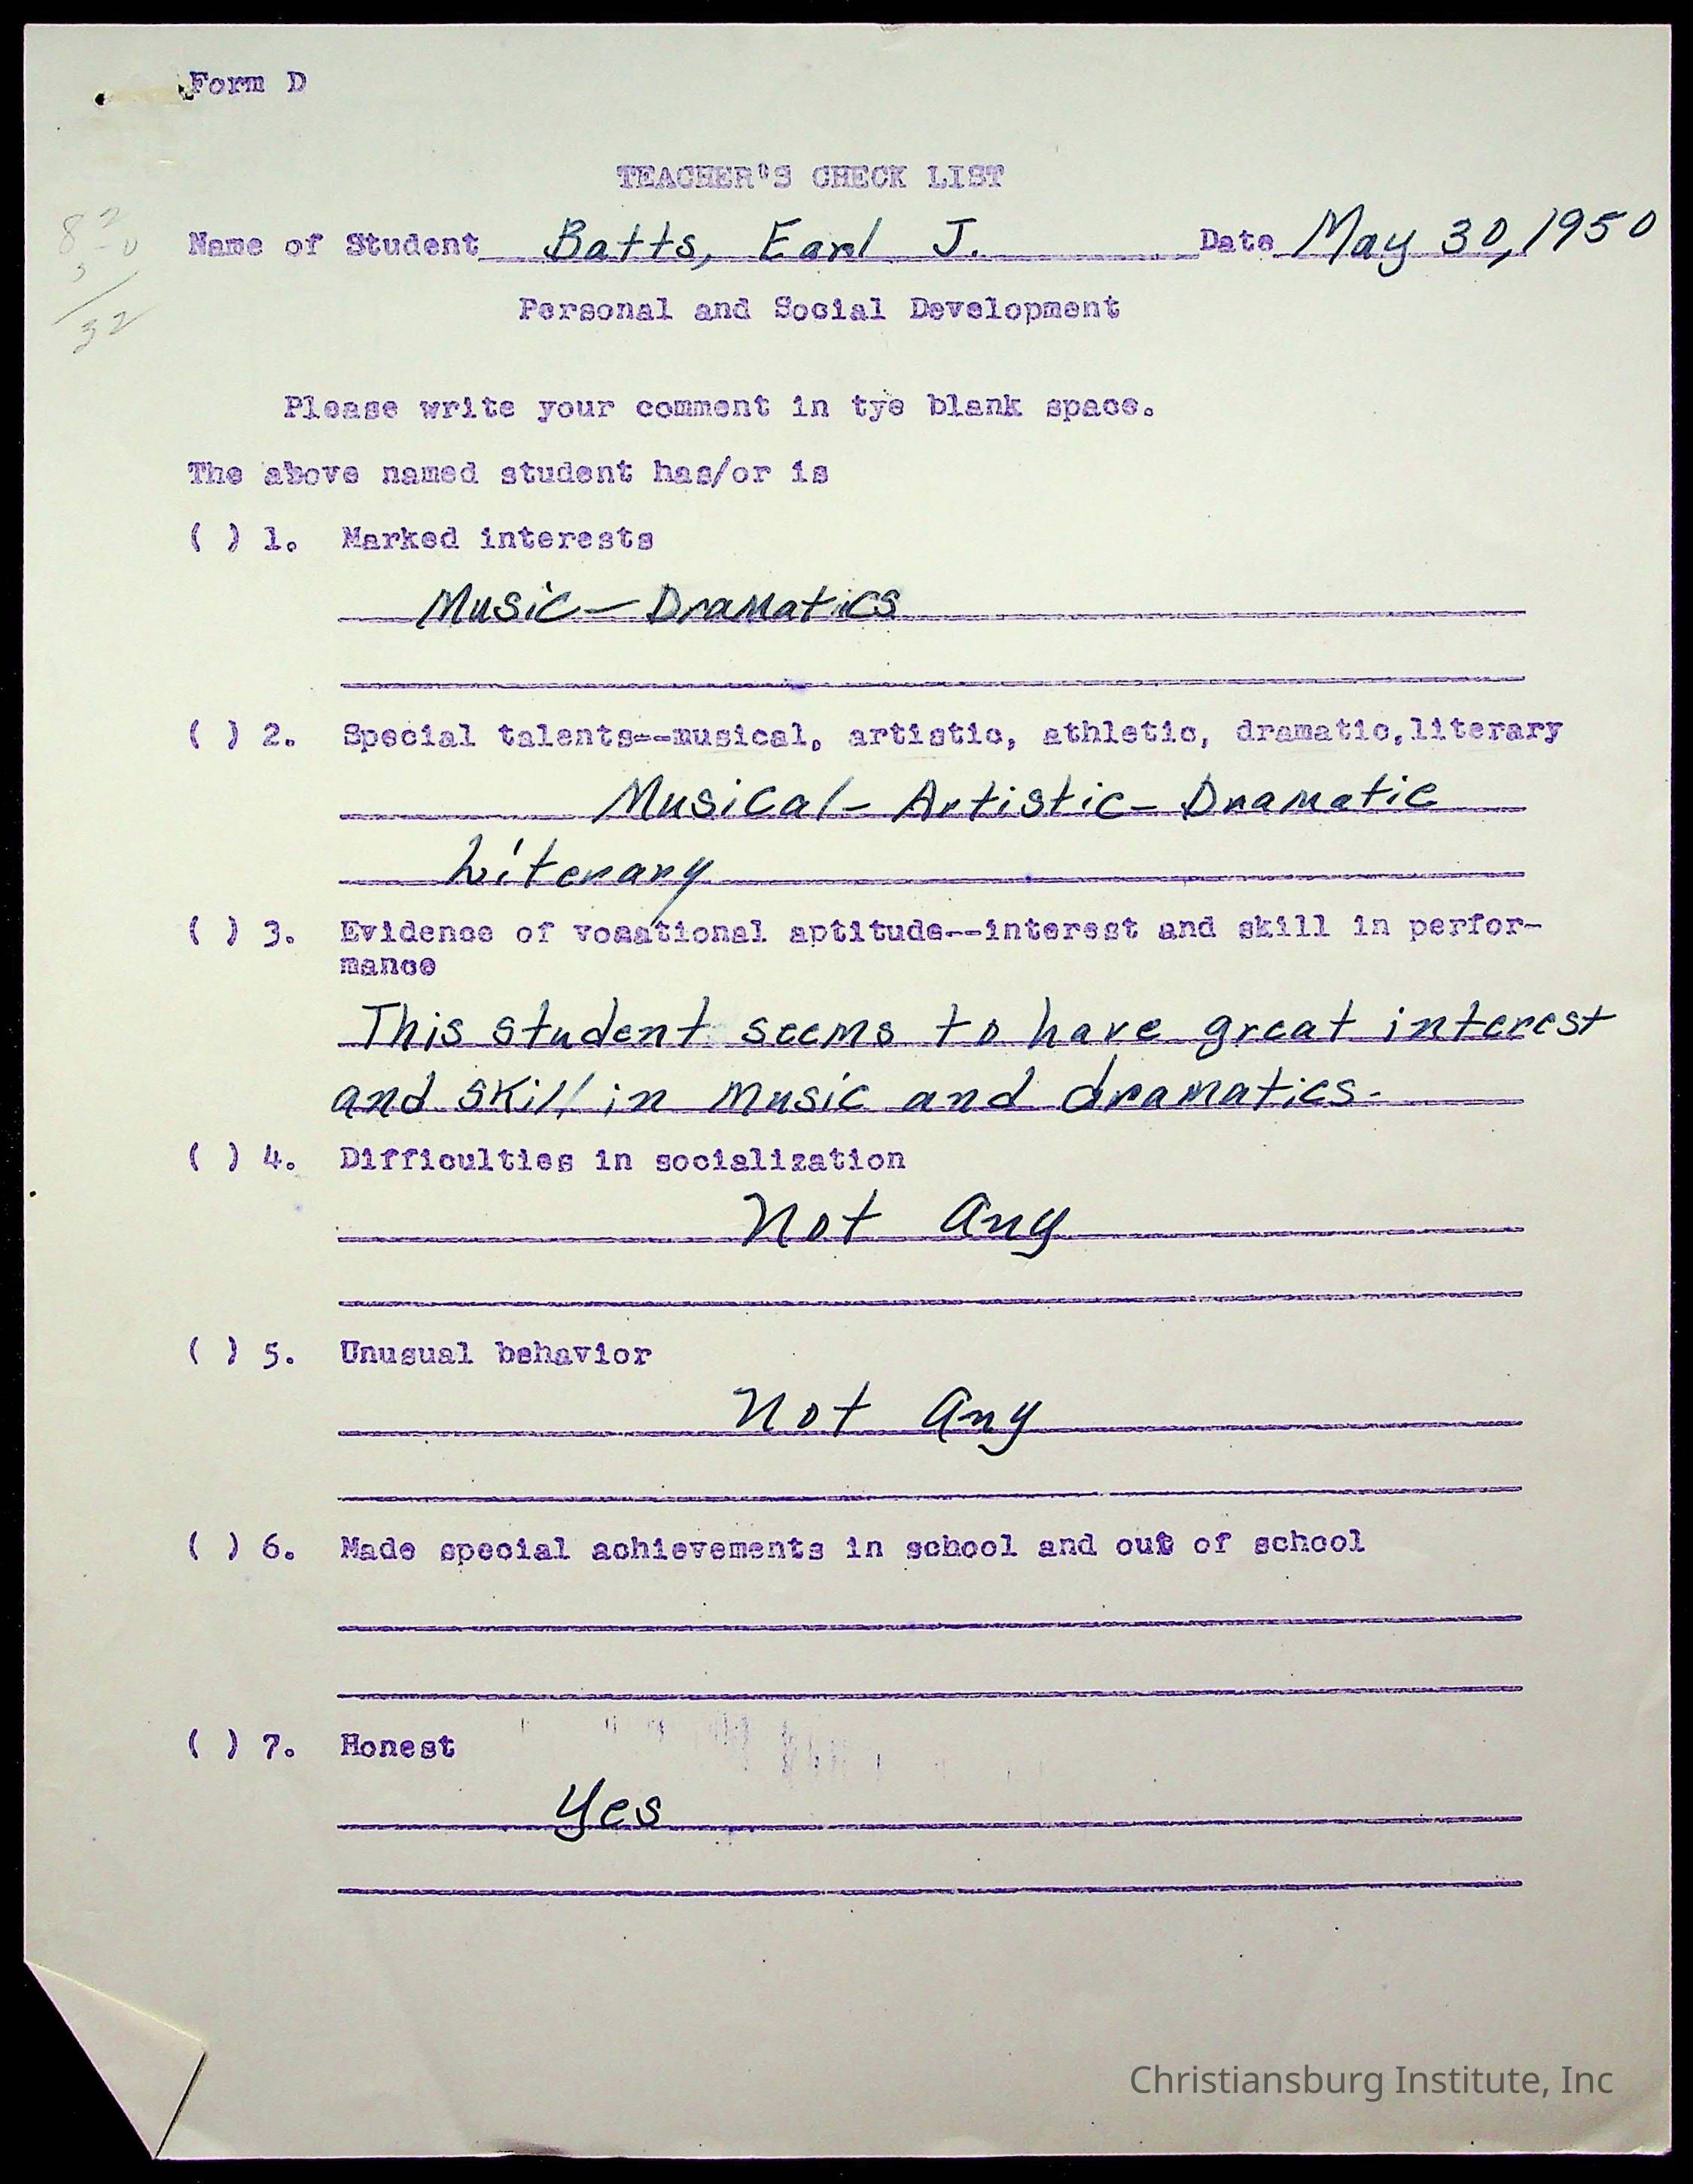 Form D
TEACHER'S CHECK LIST
Name of Student Batts, Earl J. Date May 30, 1950
Personal and Social Development
Please write your comment in tye blank space.
The above named student has/or is
( ) 1. Marked interests
Music - Dramatics
( ) 2. Special talents--musical, artistic, athletic, dramatic,literary
Musical - Artistic - Dramatic
Literary
( ) 3. Evidence of vocational aptitude--interest and skill in perfor-
mance
This student seems to have great interest
and skill in music and dramatics.
( ) 4. Difficulties in socialization
Not Any
( ) 5. Unusual behavior
Not Any
( ) 6. Made special achievements in school and out of school
( ) 7. Honest
Yes
Christiansburg Institute, Inc